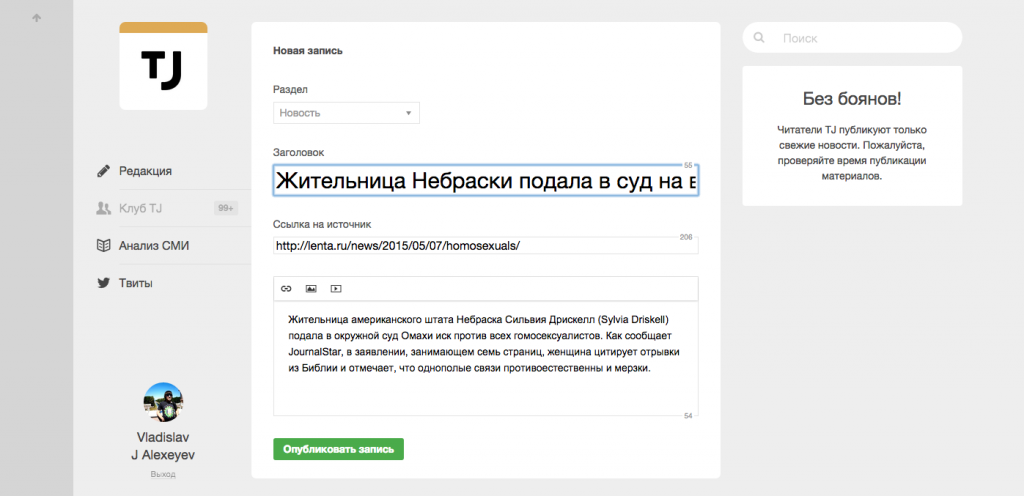 TJ
Редакция
Клуб TJ
99+
Анализ СМИ
Твиты
Vladislav
J Alexeyev
Выход
Новая запись
Раздел
Новость
Заголовок
55
Жительница Небраски подала в суд на в
Ссылка на источник
206
http://lenta.ru/news/2015/05/07/homosexuals/
Жительница американского штата Небраска Сильвия Дрискелл (Sylvia Driskell)
подала в окружной суд Омахи иск против всех гомосексуалистов. Как сообщает
JournalStar, в заявлении, занимающем семь страниц, женщина цитирует отрывки
из Библии и отмечает, что однополые связи противоестественны и мерзки.
54
Опубликовать запись
Поиск
Без боянов!
Читатели TJ публикуют только
свежие новости. Пожалуйста,
проверяйте время публикации
материалов.